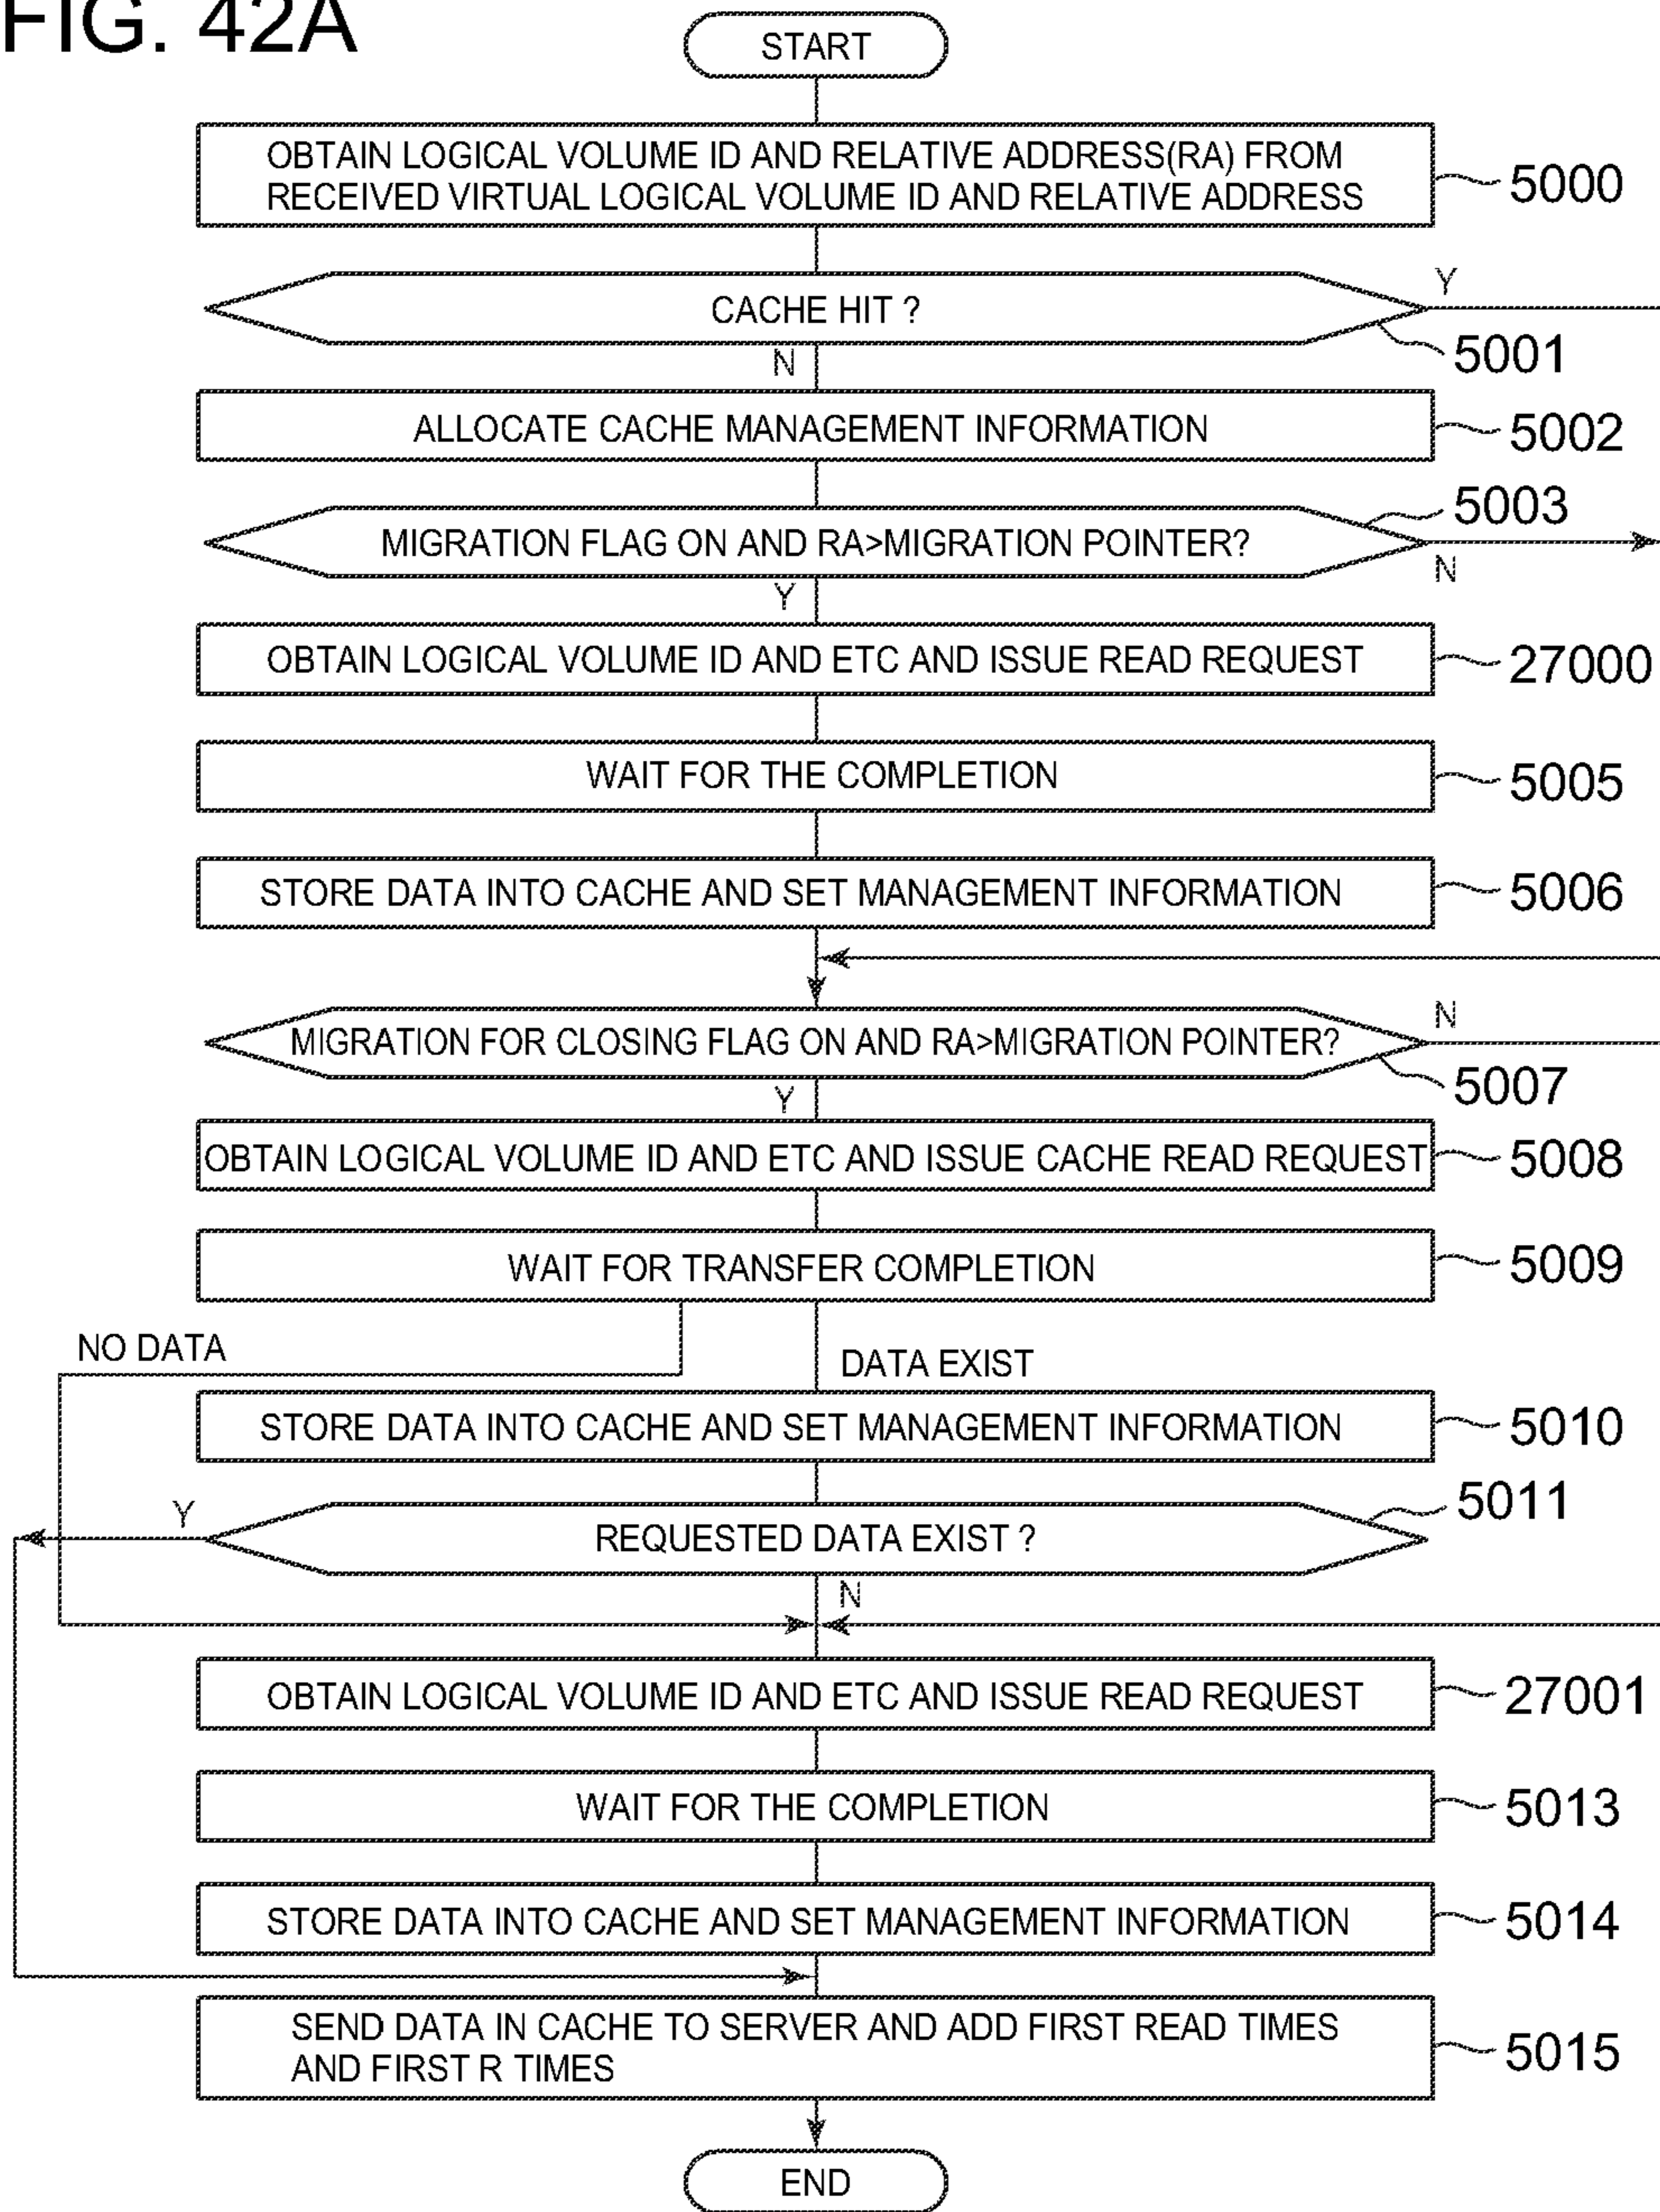 FIG. 42A
START
OBTAIN LOGICAL VOLUME ID AND RELATIVE ADDRESS(RA) FROM
RECEIVED VIRTUAL LOGICAL VOLUME ID AND RELATIVE ADDRESS
5000
CACHE HIT ?
Y
5001
N
ALLOCATE CACHE MANAGEMENT INFORMATION
5002
5003
MIGRATION FLAG ON AND RA>MIGRATION POINTER?
N
Y
OBTAIN LOGICAL VOLUME ID AND ETC AND ISSUE READ REQUEST
27000
WAIT FOR THE COMPLETION
5005
STORE DATA INTO CACHE AND SET MANAGEMENT INFORMATION
5006
MIGRATION FOR CLOSING FLAG ON AND RA>MIGRATION POINTER?
N
5007
Y
OBTAIN LOGICAL VOLUME ID AND ETC AND ISSUE CACHE READ REQUEST
5008
WAIT FOR TRANSFER COMPLETION
5009
NO DATA
DATA EXIST
STORE DATA INTO CACHE AND SET MANAGEMENT INFORMATION
5010
5011
Y
REQUESTED DATA EXIST ?
N
OBTAIN LOGICAL VOLUME ID AND ETC AND ISSUE READ REQUEST
27001
WAIT FOR THE COMPLETION
5013
STORE DATA INTO CACHE AND SET MANAGEMENT INFORMATION
5014
SEND DATA IN CACHE TO SERVER AND ADD FIRST READ TIMES
AND FIRST R TIMES
5015
END